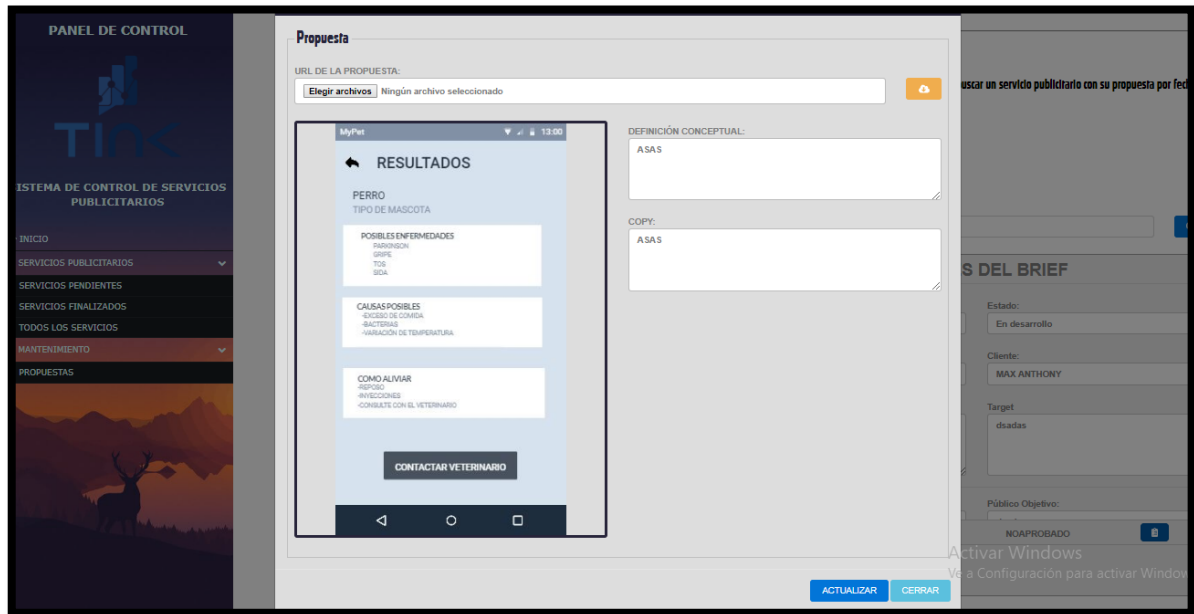 PANEL DE CONTROL
TINK
ISTEMA DE CONTROL DE SERVICIOS
PUBLICITARIOS
INICIO
SERVICIOS PUBLICITARIOS
SERVICIOS PENDIENTES
SERVICIOS FINALIZADOS
TODOS LOS SERVICIOS
MANTENIMIENTO
PROPUESTAS
Propuesta
URL DE LA PROPUESTA:
Elegir archivos Ningún archivo seleccionado
MyPet 13:00
RESULTADOS
PERRO
TIPO DE MASCOTA
POSIBLES ENFERMEDADES
PARKINSON
GRIPE
TOS
SIDA
CAUSAS POSIBLES
-EXCESO DE COMIDA
-BACTERIAS
-VARIACIÓN DE TEMPERATURA
COMO ALIVIAR
-REPOSO
-INYECCIONES
-CONSULTE CON EL VETERINARIO
CONTACTAR VETERINARIO
DEFINICIÓN CONCEPTUAL:
ASAS
COPY:
ASAS
ACTUALIZAR CERRAR
uscar un servicio publicitario con su propuesta por fec
S DEL BRIEF
Estado:
En desarrollo
Cliente:
MAX ANTHONY
Target
dsadas
Público Objetivo:
NOAPROBADO
Activar Windows
Ve a Configuración para activar Window